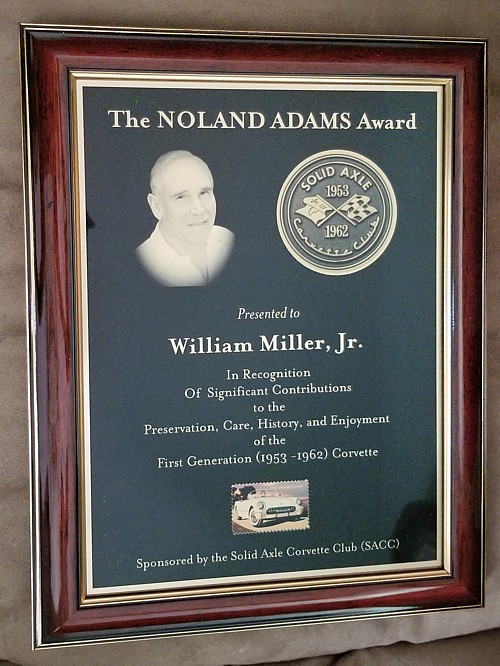 The NOLAND ADAMS Award
SOLID AXLE
1953
1962
Corvette Club
Presented to
William Miller, Jr.
In Recognition
Of Significant Contributions
to the
Preservation, Care, History, and Enjoyment
of the
First Generation (1953 -1962) Corvette
Sponsored by the Solid Axle Corvette Club (SACC)